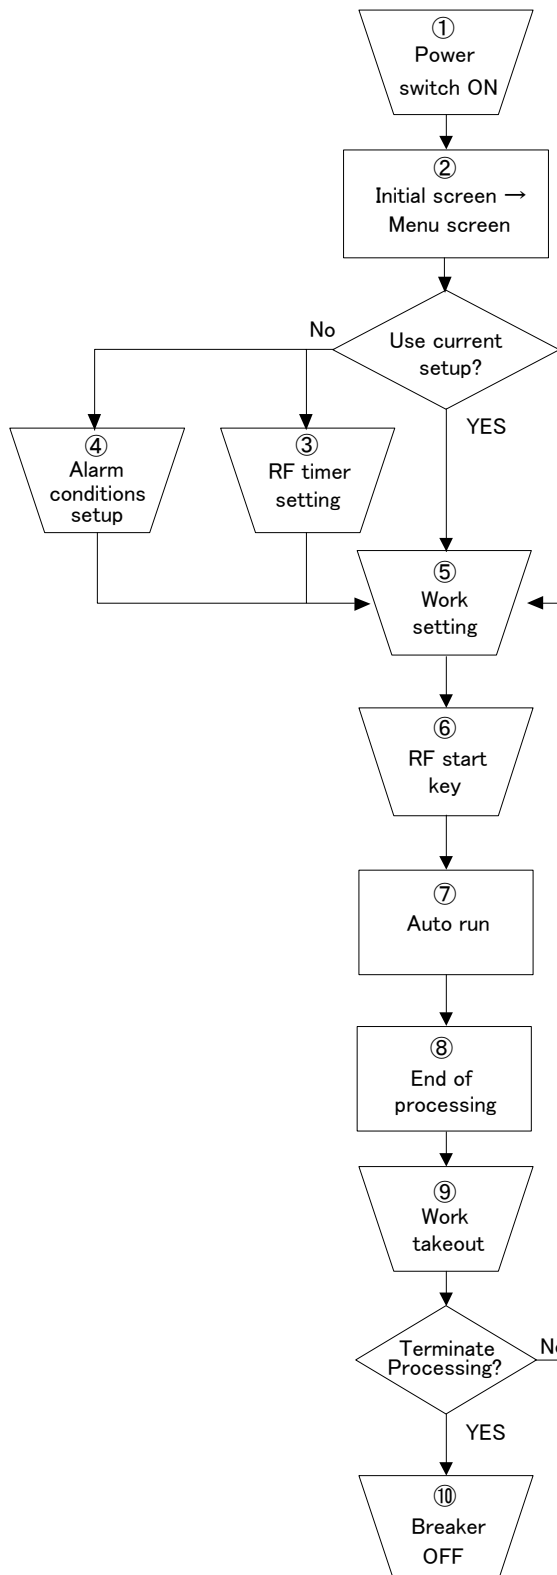 ①
Power
switch ON
②
Initial screen →
Menu screen
Use current
setup?
No
YES
④
Alarm
conditions
setup
③
RF timer
setting
⑤
Work
setting
⑥
RF start
key
⑦
Auto run
⑧
End of
processing
⑨
Work
takeout
Terminate
Processing?
No
YES
⑩
Breaker
OFF